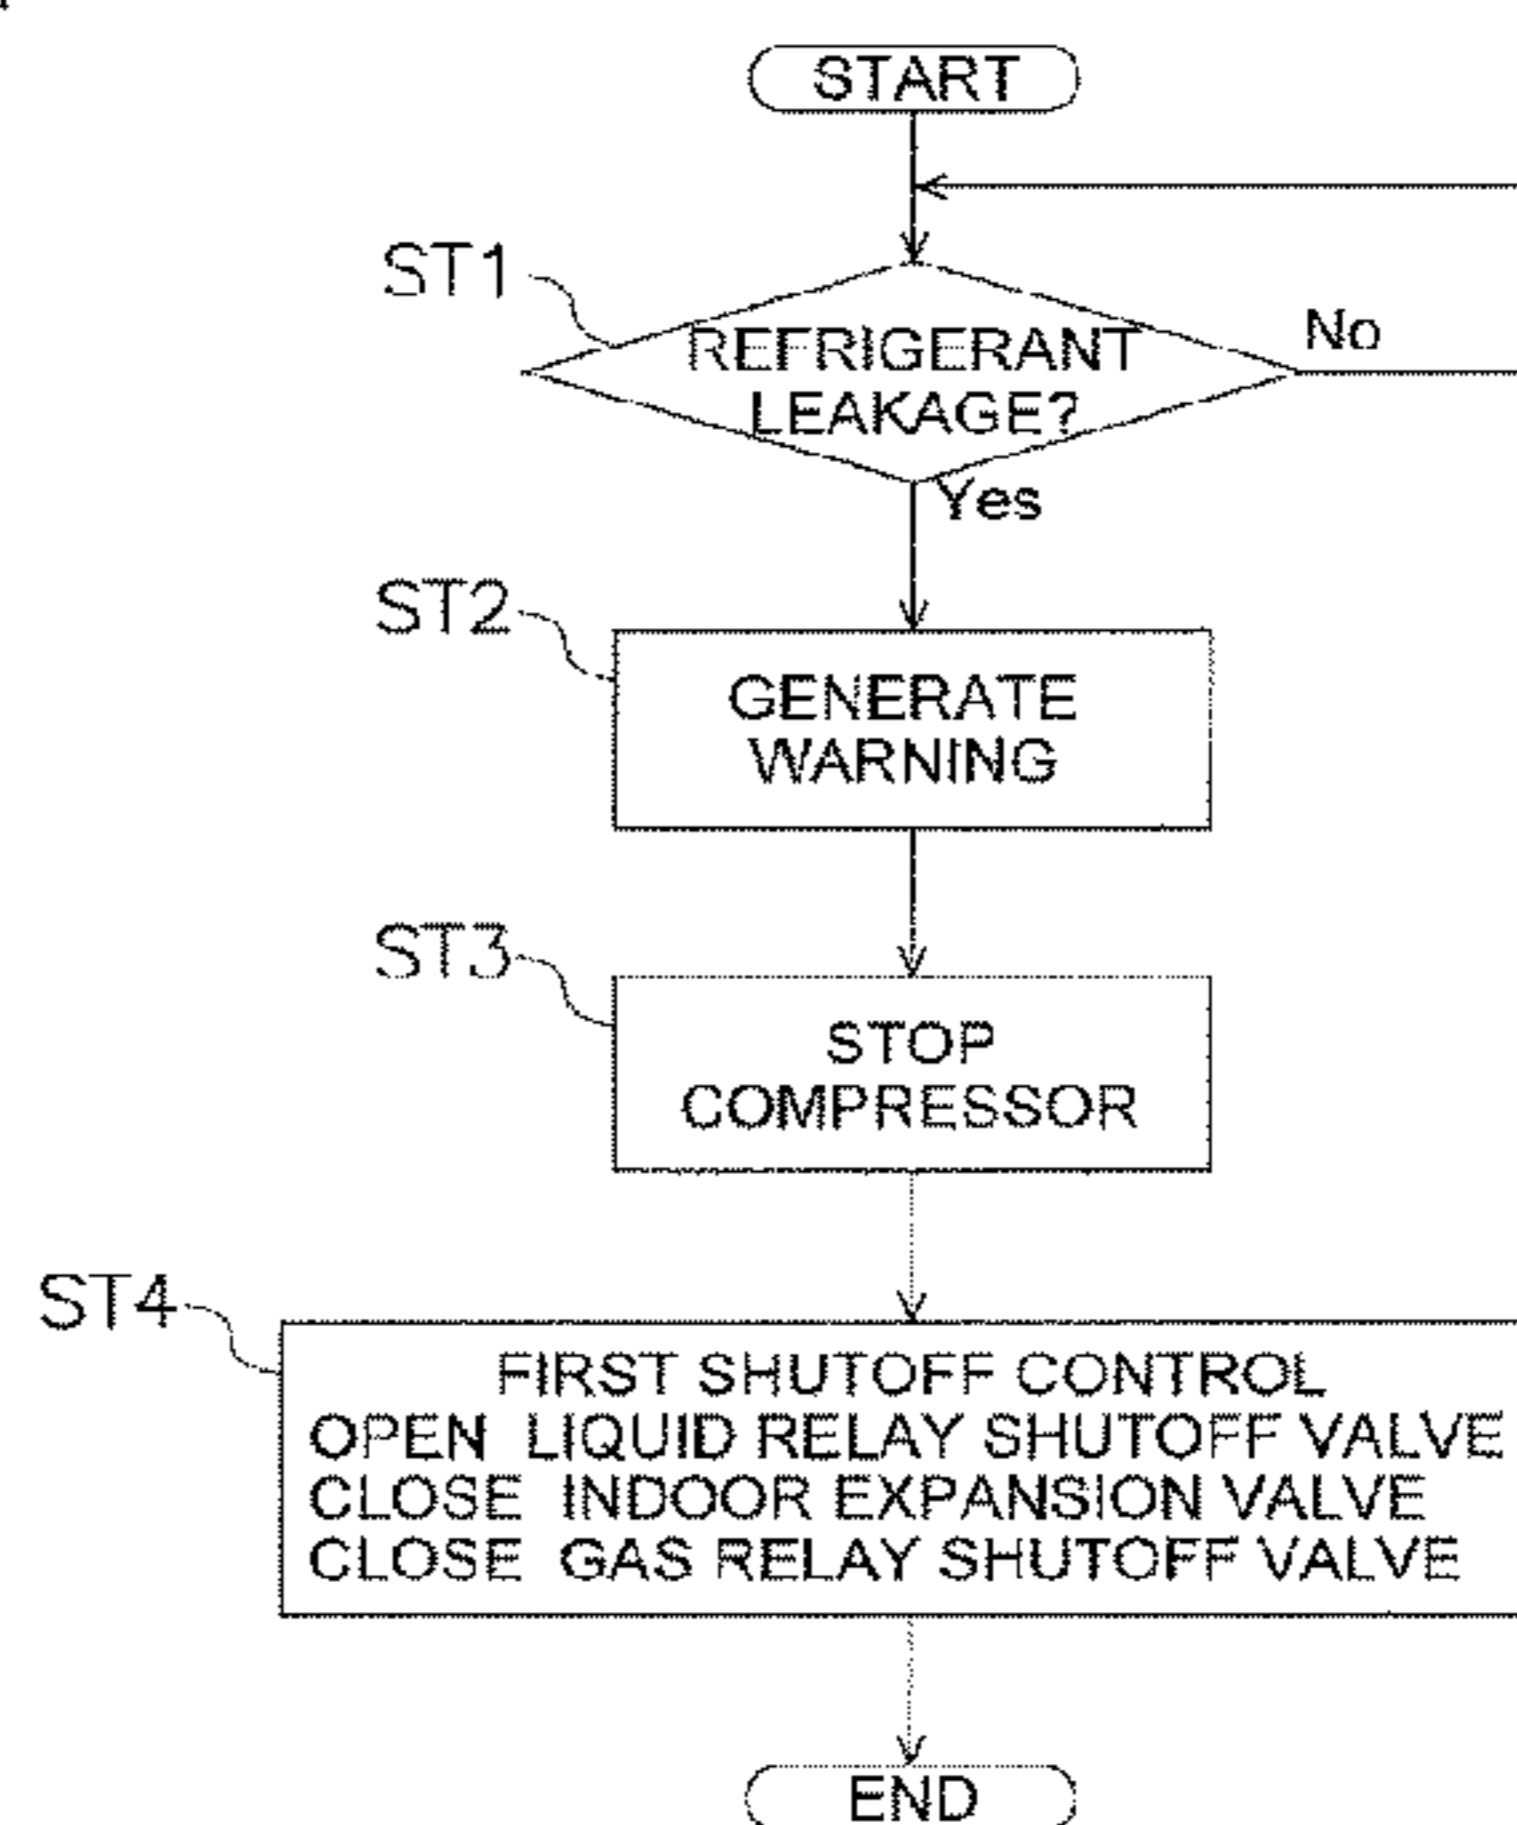 START
ST1
REFRIGERANT
LEAKAGE?
No
Yes
ST2
GENERATE
WARNING
ST3
STOP
COMPRESSOR
ST4
FIRST SHUTOFF CONTROL
OPEN LIQUID RELAY SHUTOFF VALVE
CLOSE INDOOR EXPANSION VALVE
CLOSE GAS RELAY SHUTOFF VALVE
END